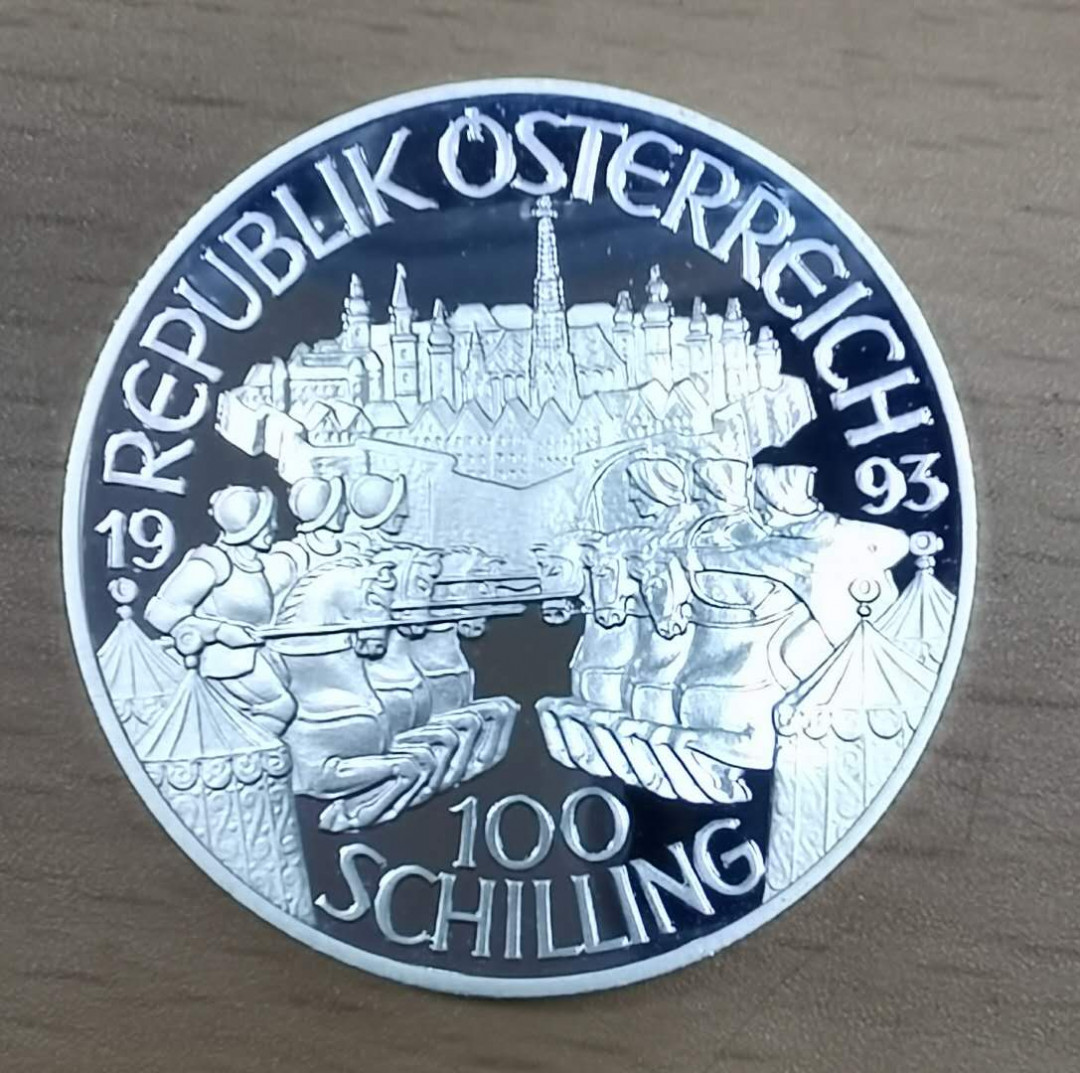 REPUBLIK ÖSTERREICH
19 93
100
SCHILLING